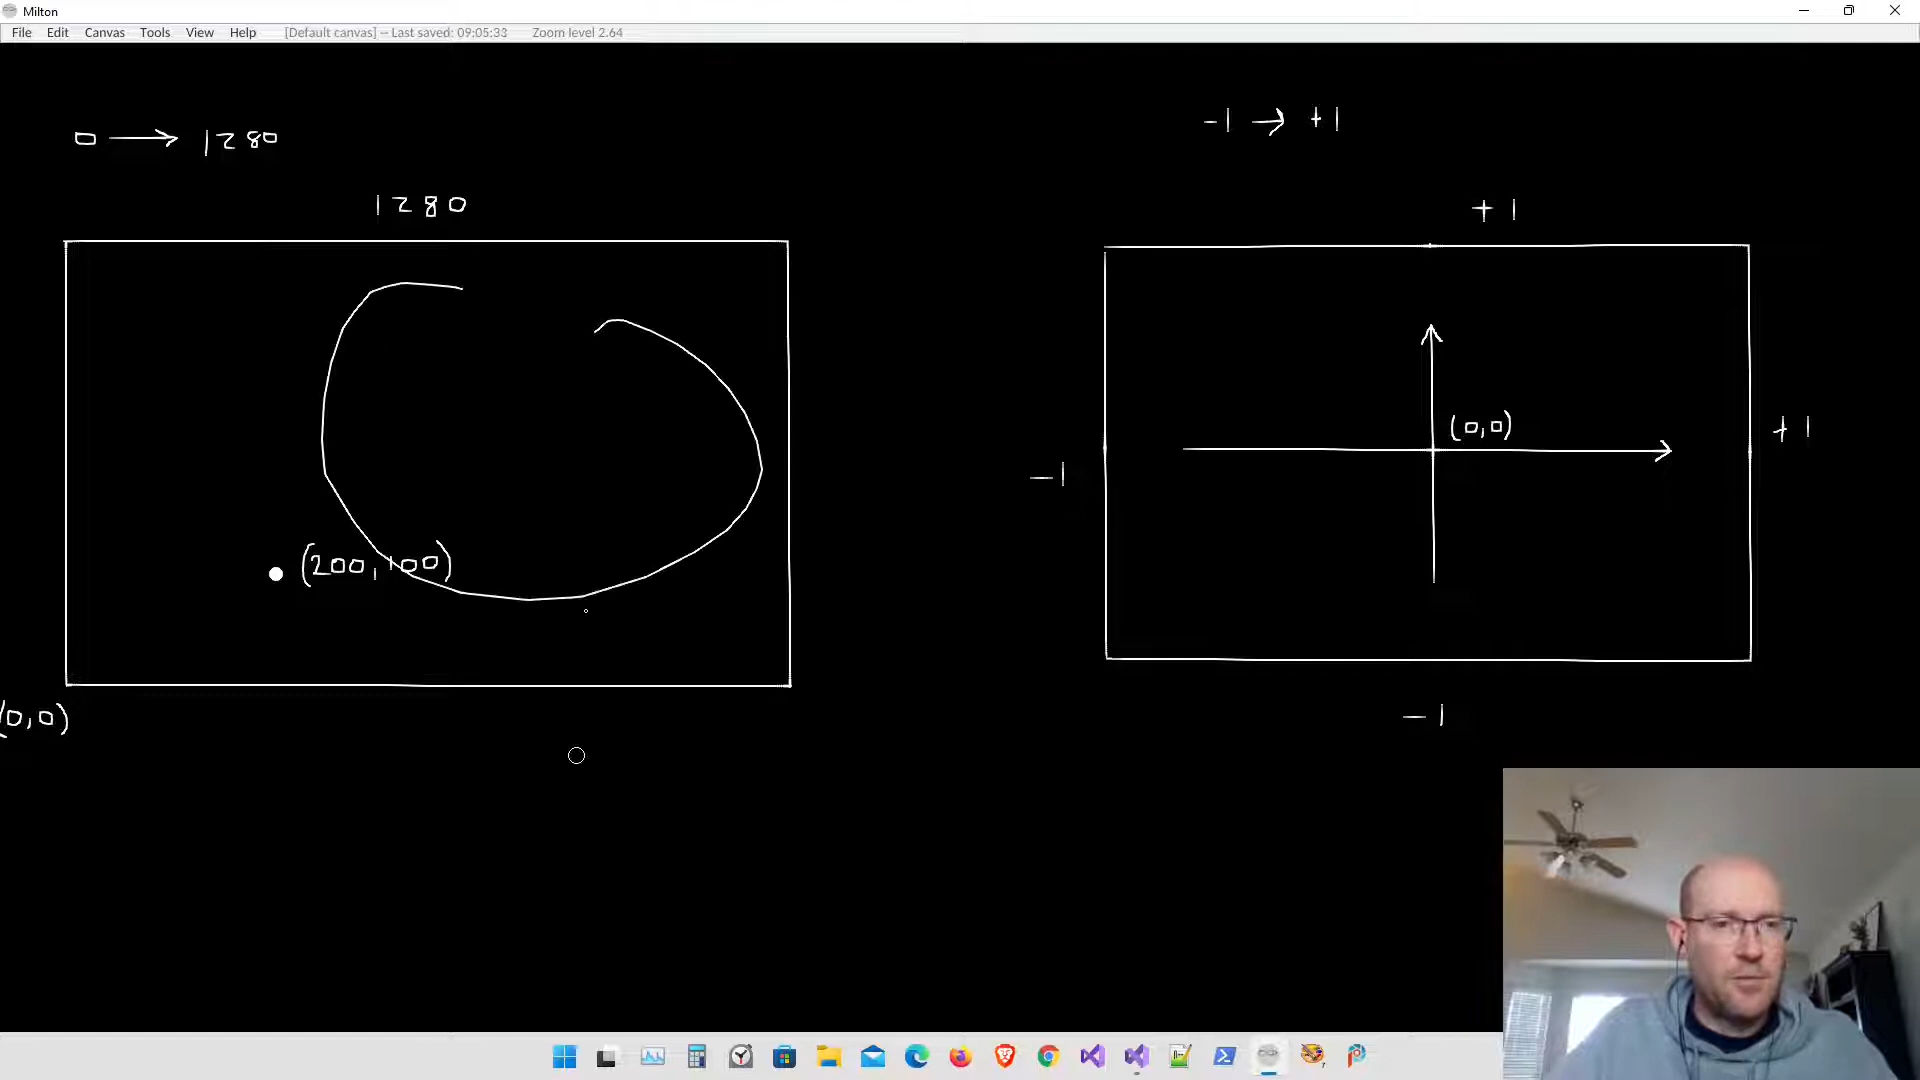 Milton
File Edit Canvas Tools View Help [Default canvas] -- Last saved: 09:05:33 Zoom level 2.64
0 → 1280
1280
(200, 100)
(0,0)
-1 → +1
+1
(0,0)
+1
-1
-1